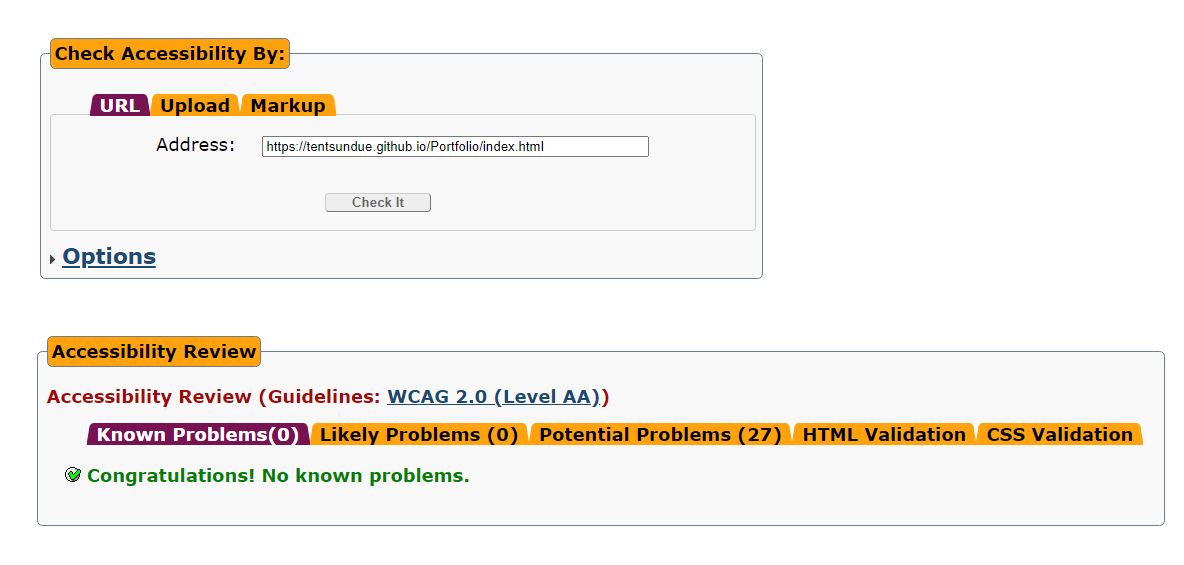 Check Accessibility By:
URL Upload Markup
Address: https://tentsundue.github.io/Portfolio/index.html
Check It
Options
Accessibility Review
Accessibility Review (Guidelines: WCAG 2.0 (Level AA))
Known Problems(0) Likely Problems (0) Potential Problems (27) HTML Validation CSS Validation
Congratulations! No known problems.